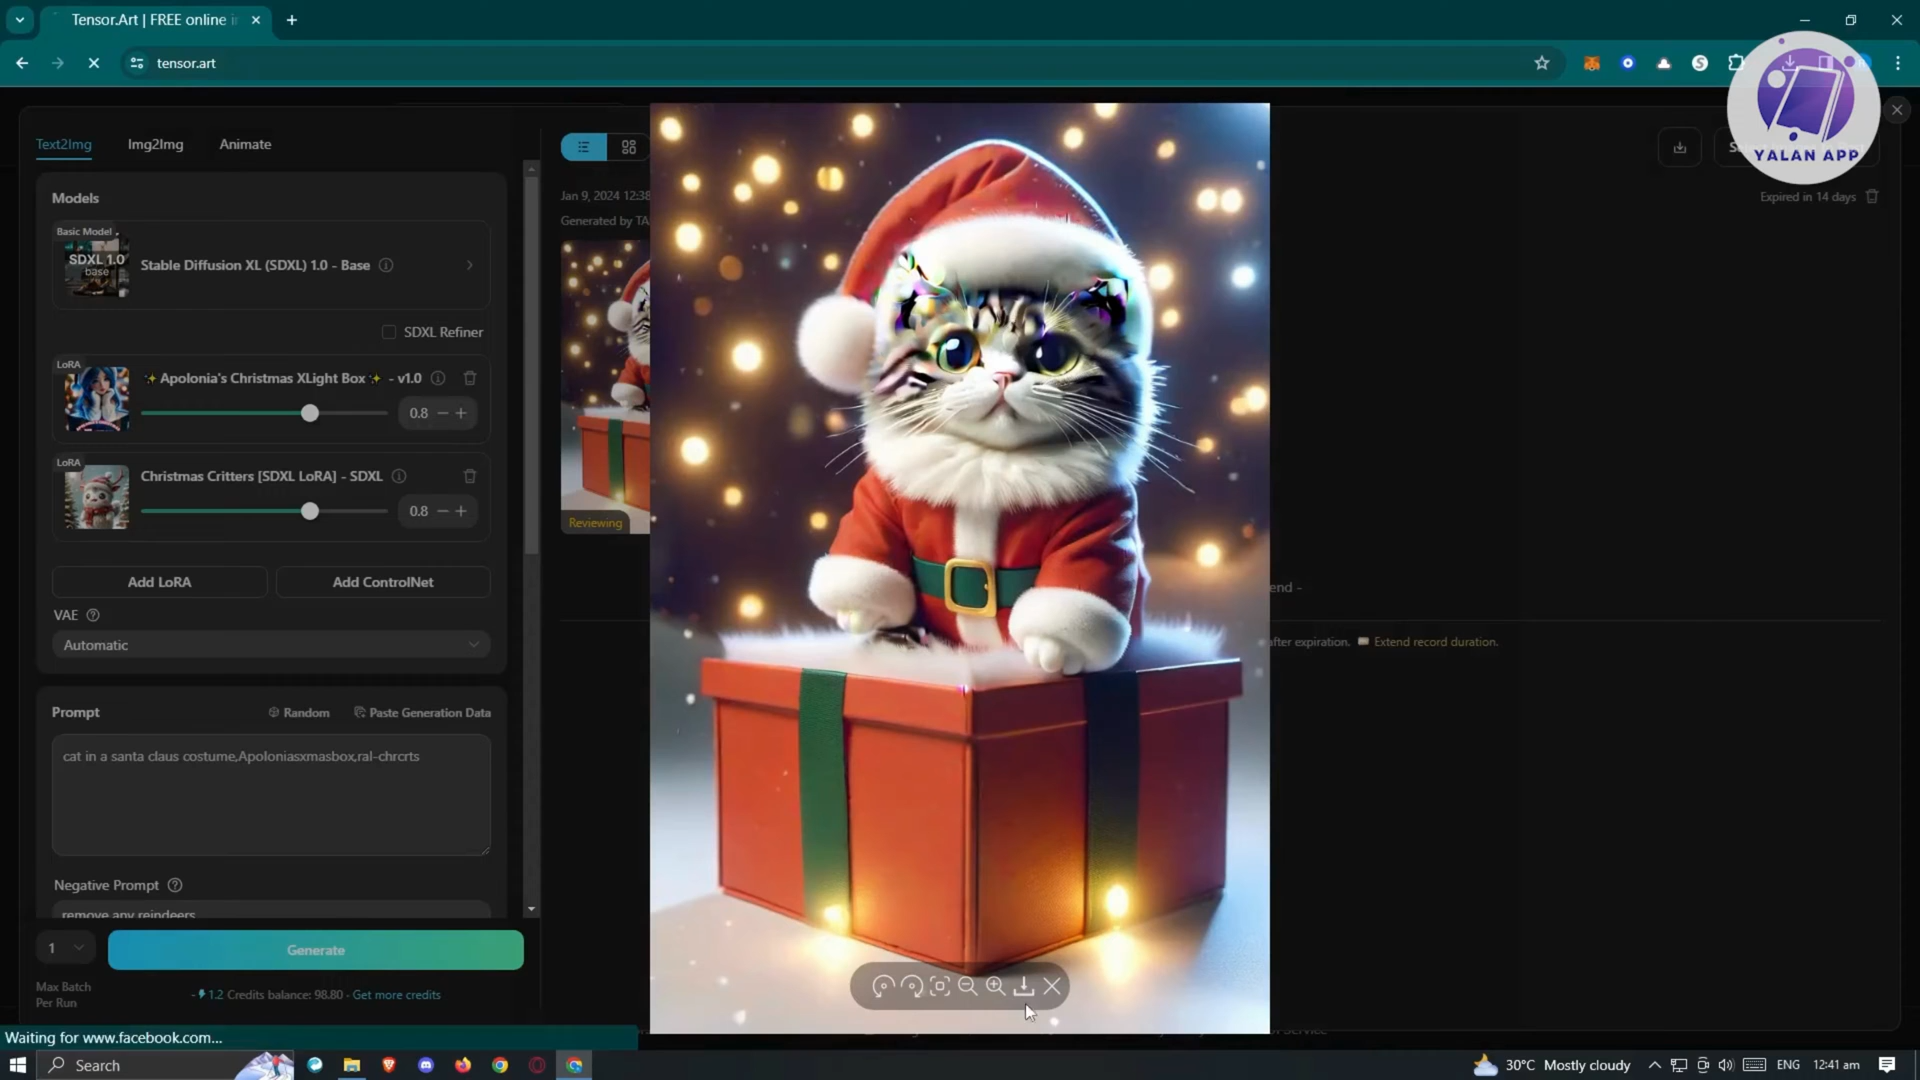 Tensor.Art | FREE online i
tensor.art
YALAN APP
Text2Img
Img2Img
Animate
Models
Jan 9, 2024 12:38
Generated by TA
Expired in 14 days
Basic Model
SDXL 1.0
base
Stable Diffusion XL (SDXL) 1.0 - Base
SDXL Refiner
LoRA
✨Apolonia's Christmas XLight Box✨ - v1.0
0.8
LoRA
Christmas Critters [SDXL LoRA] - SDXL
0.8
Reviewing
Add LoRA
Add ControlNet
VAE
Automatic
end -
after expiration.
Extend record duration.
Prompt
Random
Paste Generation Data
cat in a santa claus costume,Apoloniasxmasbox,ral-chrcrts
Negative Prompt
remove any reindeers
1
Generate
Max Batch
Per Run
- 1.2 Credits balance: 98.80 · Get more credits
Waiting for www.facebook.com...
Search
30°C Mostly cloudy
ENG
12:41 am